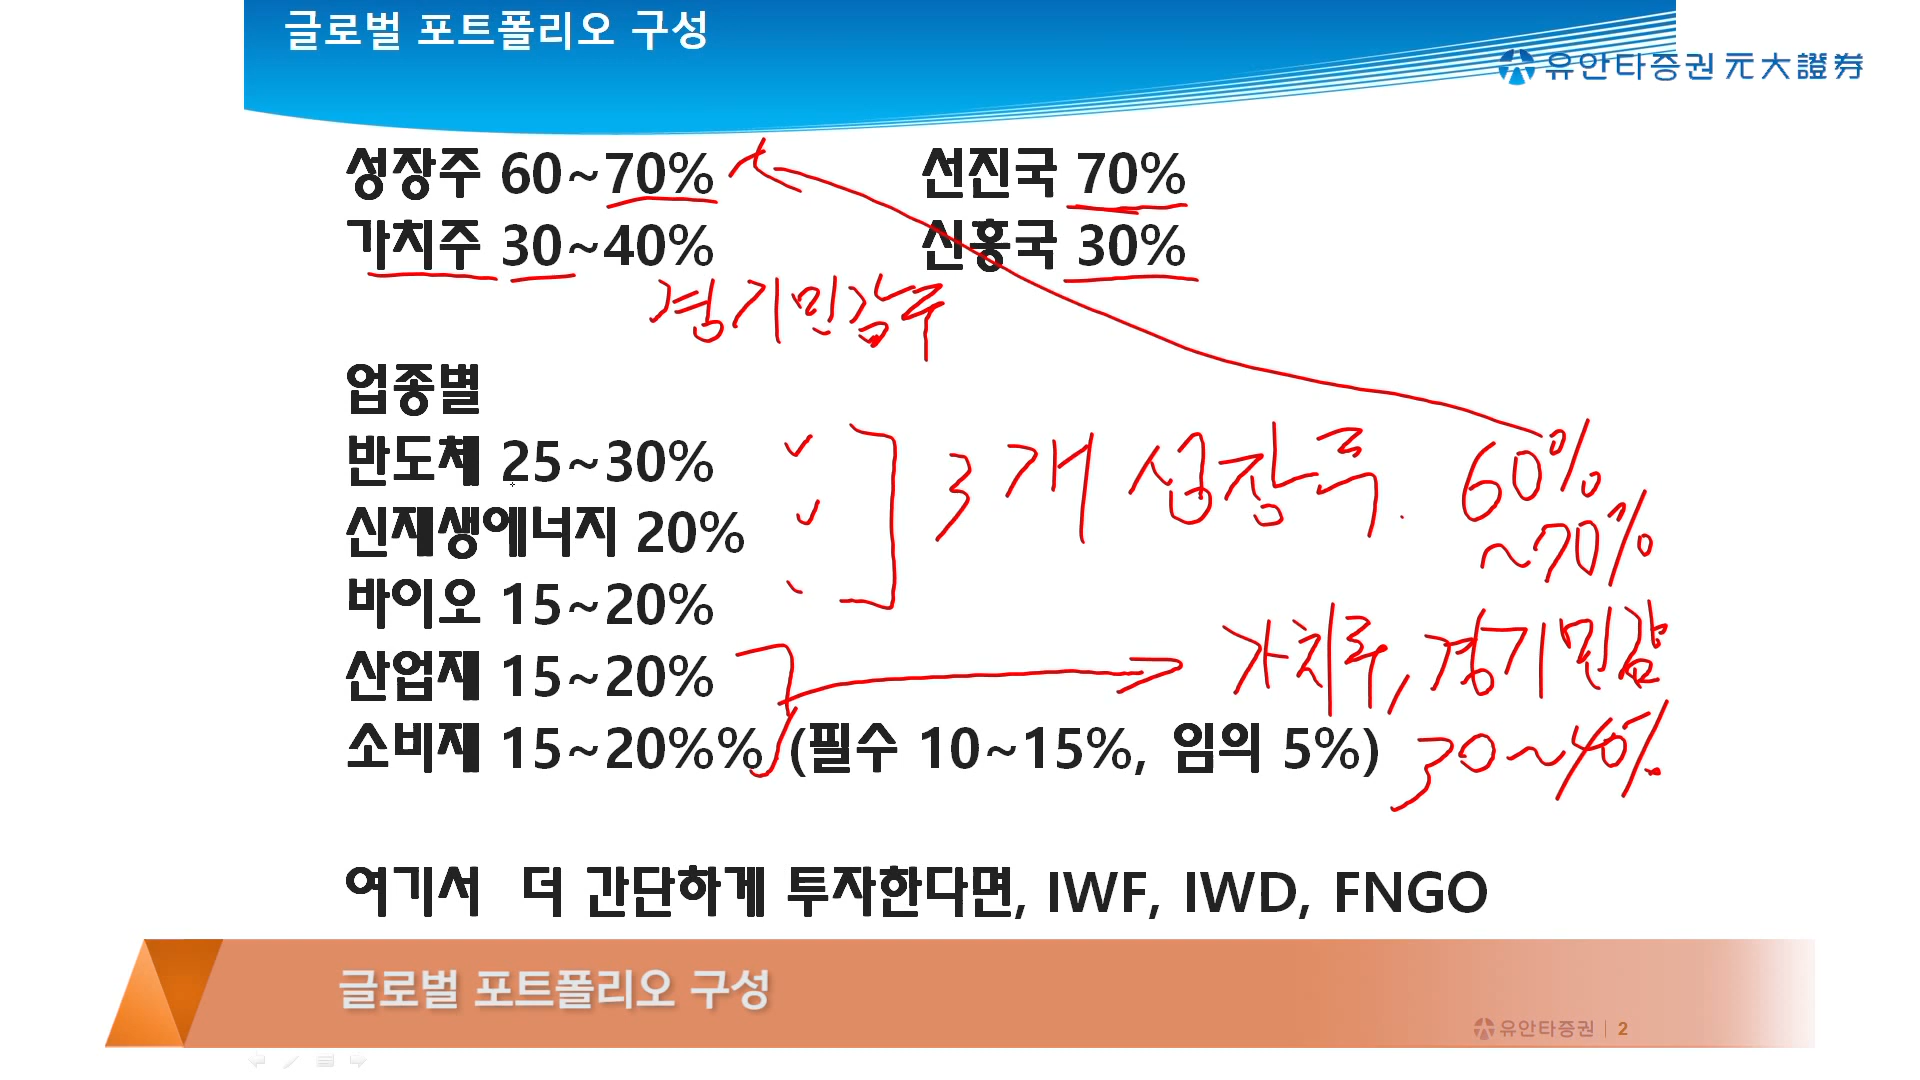 글로벌 포트폴리오 구성
유안타증권 元大證券
성장주 60~70%
선진국 70%
가치주 30~40%
신흥국 30%
경기민감주
업종별
반도체 25~30%
신재생에너지 20%
바이오 15~20%
3개 성장주.
60%
~70%
산업재 15~20%
가치주, 경기민감
소비재 15~20%% (필수 10~15%, 임의 5%)
30~40%
여기서 더 간단하게 투자한다면, IWF, IWD, FNGO
글로벌 포트폴리오 구성
유안타증권 | 2